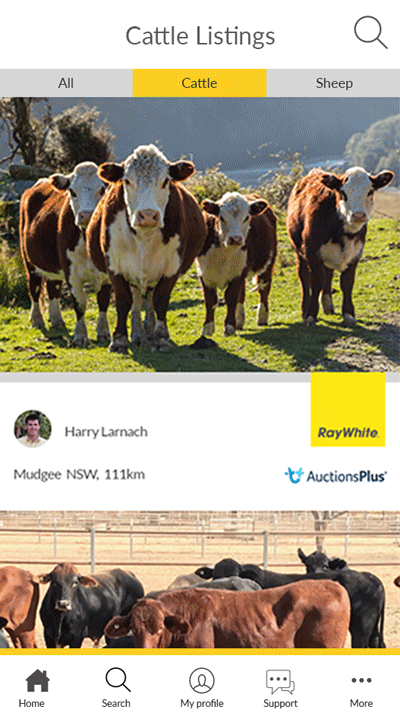 Cattle Listings
All Cattle Sheep
Harry Larnach
RayWhite.
Mudgee NSW, 111km
AuctionsPlus
Home Search My profile Support More